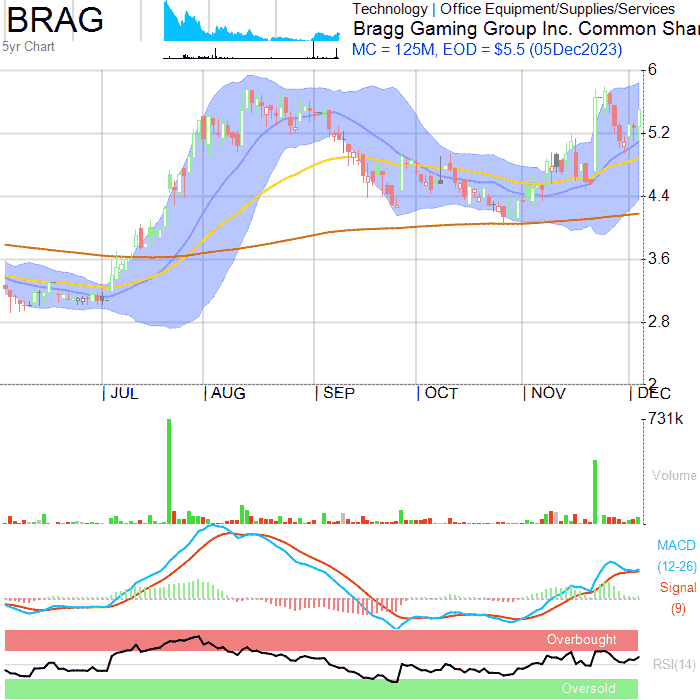 BRAG
5yr Chart
Technology | Office Equipment/Supplies/Services
Bragg Gaming Group Inc. Common Shar
MC = 125M, EOD = $5.5 (05Dec2023)
6
5.2
4.4
3.6
2.8
2
JUL
AUG
SEP
OCT
NOV
DEC
731k
Volume
MACD
(12-26)
Signal
(9)
Overbought
RSI(14)
Oversold